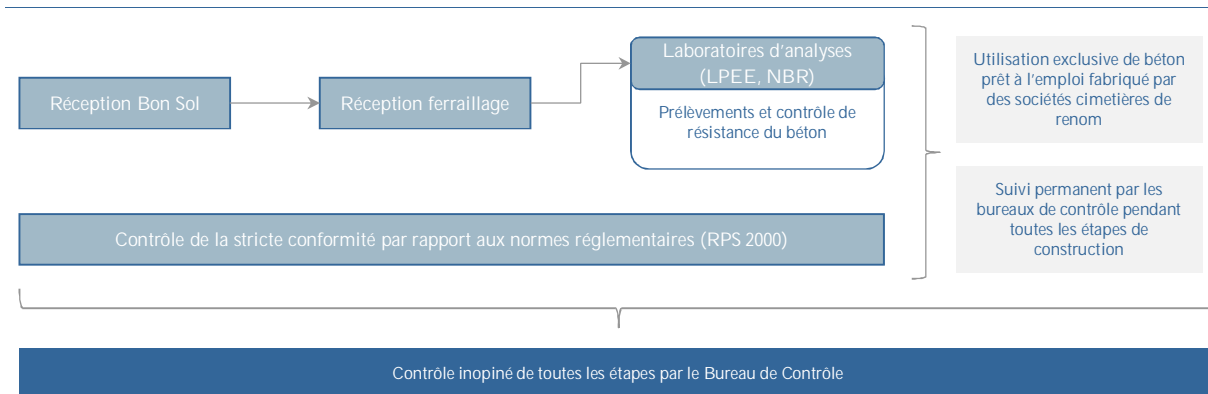 Réception Bon Sol
Réception ferraillage
Laboratoires d'analyses
(LPEE, NBR)
Prélèvements et contrôle de
résistance du béton
Contrôle de la stricte conformité par rapport aux normes réglementaires (RPS 2000)
Utilisation exclusive de béton
prêt à l'emploi fabriqué par
des sociétés cimetières de
renom
Suivi permanent par les
bureaux de contrôle pendant
toutes les étapes de
construction
Contrôle inopiné de toutes les étapes par le Bureau de Contrôle